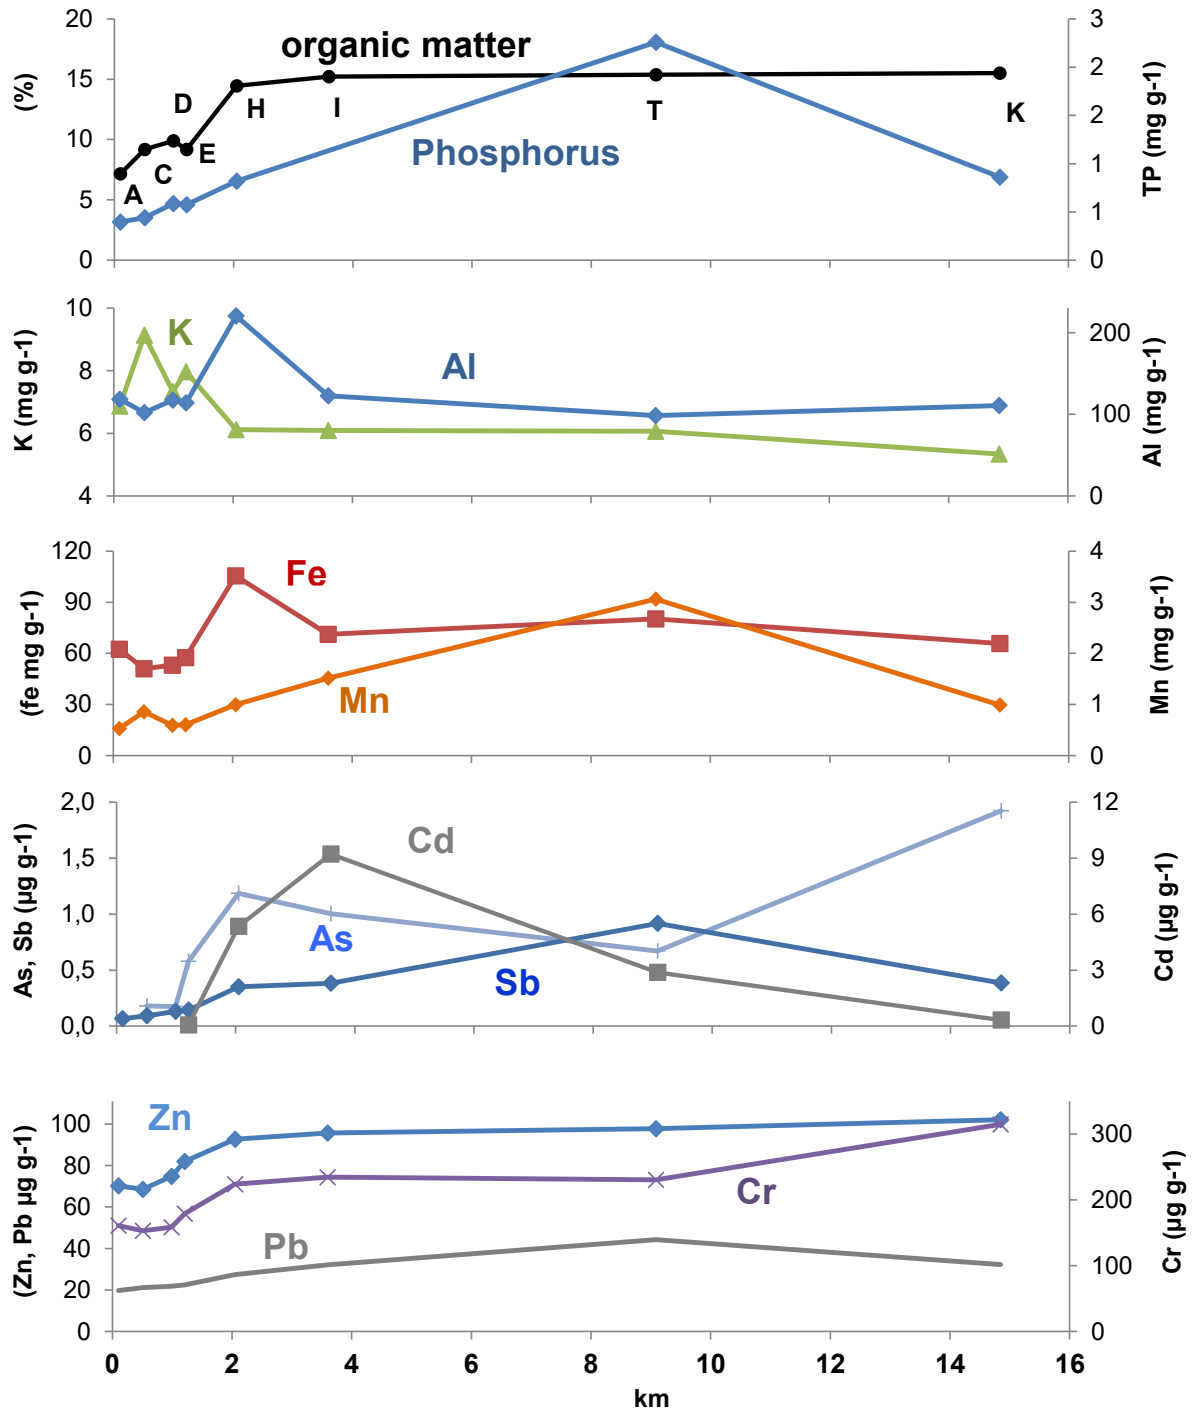 20
15
10
5
0
(%)
organic matter
D
H
I
T
K
E
C
A
Phosphorus
3
2
2
1
1
0
TP (mg g-1)
10
8
6
4
K (mg g-1)
K
Al
200
100
0
Al (mg g-1)
120
90
60
30
0
(fe mg g-1)
Fe
Mn
4
3
2
1
0
Mn (mg g-1)
2,0
1,5
1,0
0,5
0,0
As, Sb (µg g-1)
Cd
As
Sb
12
9
6
3
0
Cd (µg g-1)
100
80
60
40
20
0
(Zn, Pb µg g-1)
Zn
Cr
Pb
300
200
100
0
Cr (µg g-1)
0 2 4 6 8 10 12 14 16
km